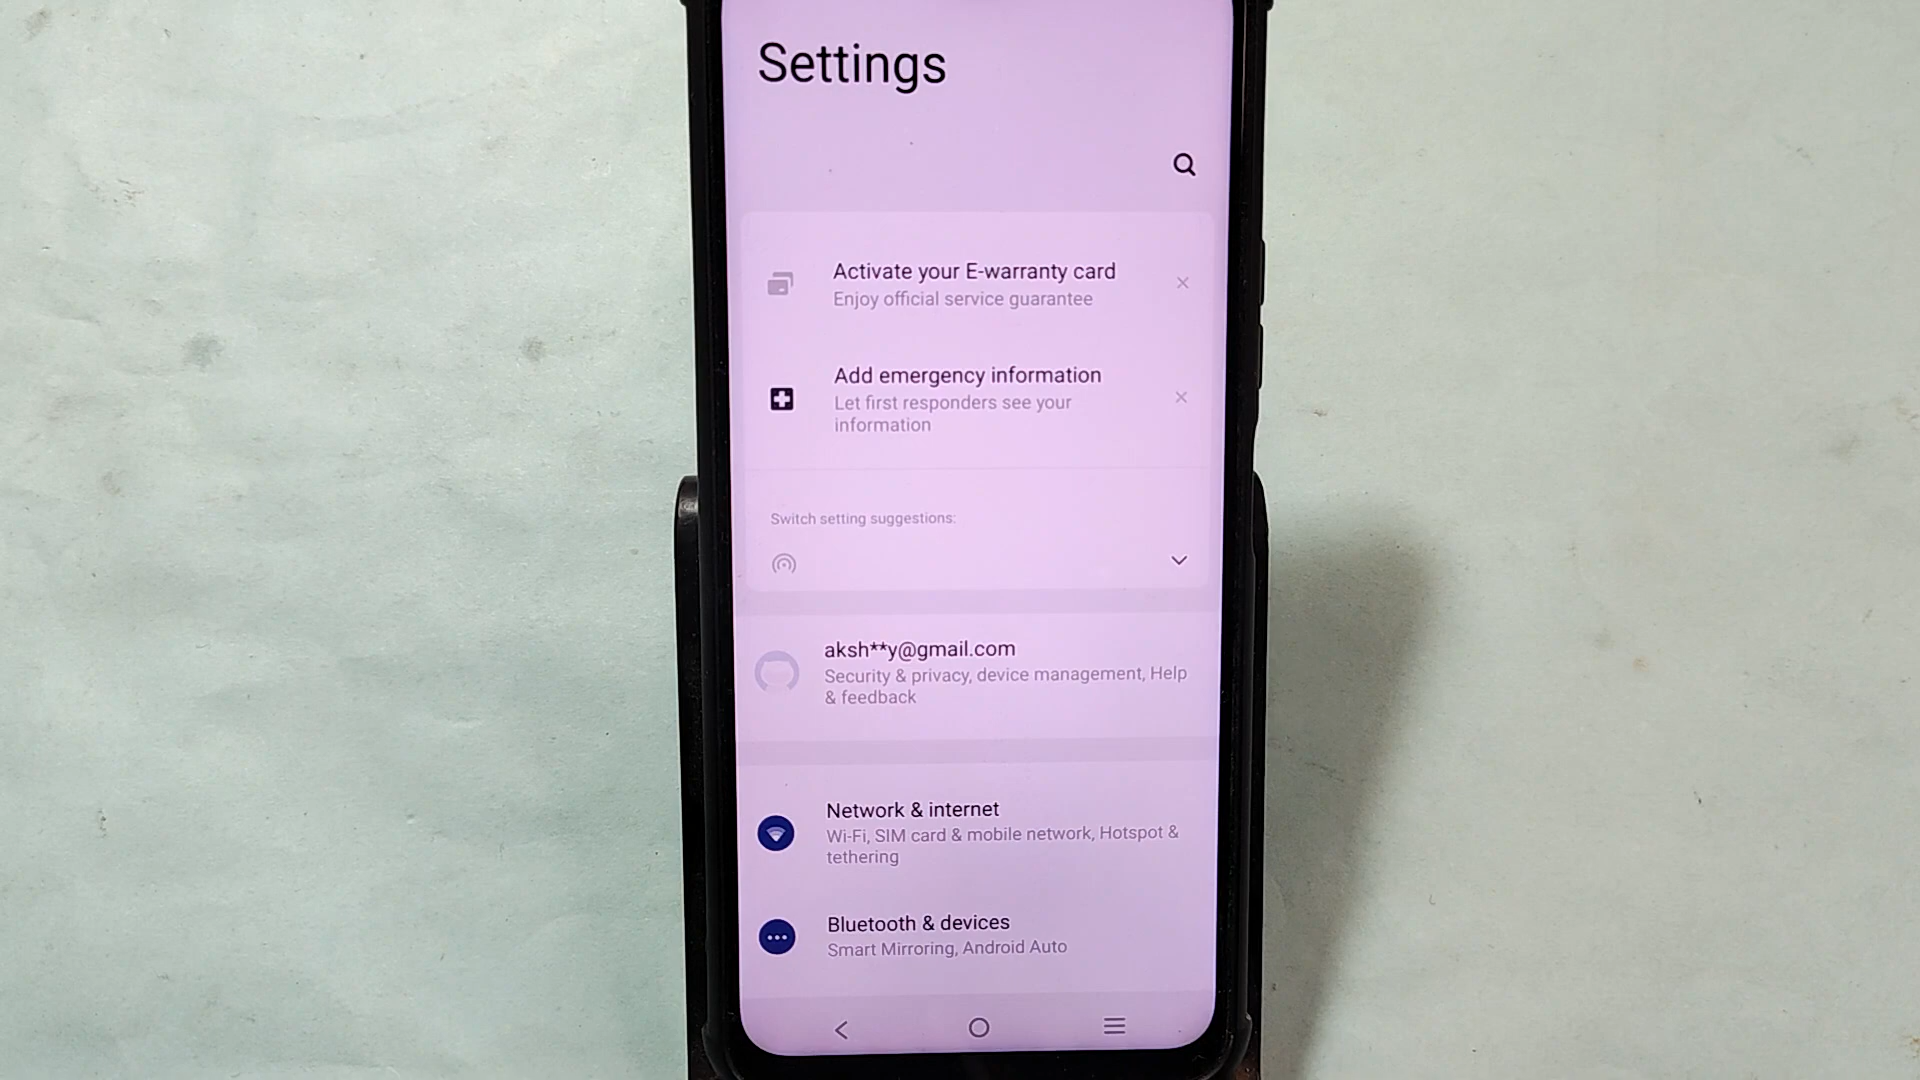 Settings
Activate your E-warranty card
Enjoy official service guarantee
Add emergency information
Let first responders see your
information
Switch setting suggestions:
aksh**y@gmail.com
Security & privacy, device management, Help
& feedback
Network & internet
Wi-Fi, SIM card & mobile network, Hotspot &
tethering
Bluetooth & devices
Smart Mirroring, Android Auto